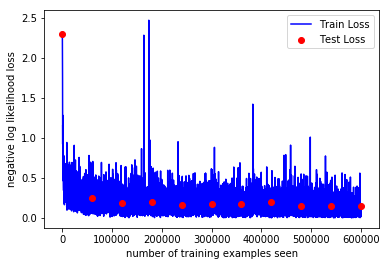 2.5
2.0
1.5
1.0
0.5
0.0
negative log likelihood loss
Train Loss
Test Loss
0 100000 200000 300000 400000 500000 600000
number of training examples seen